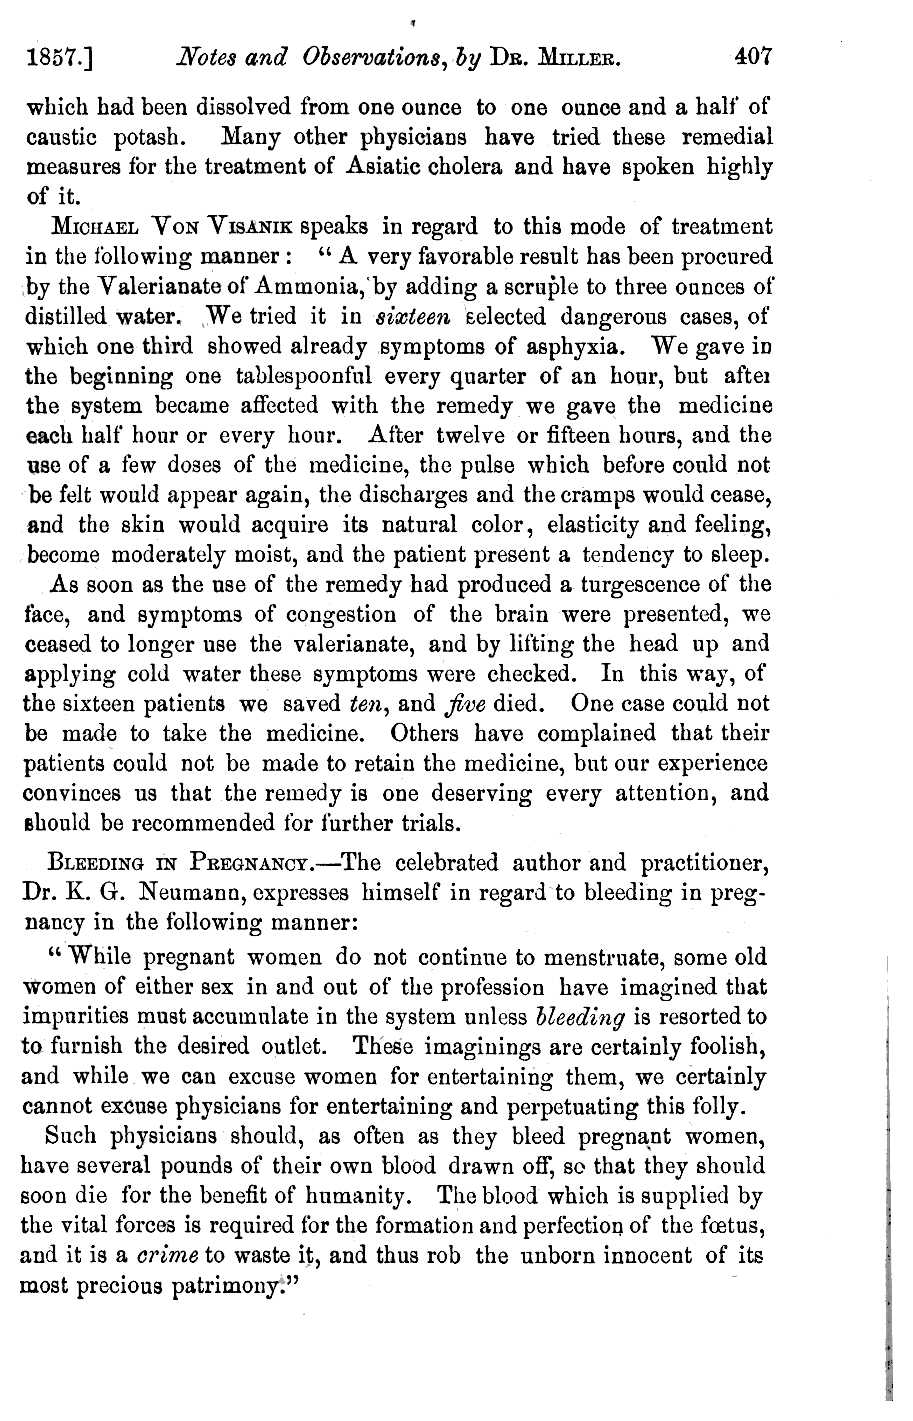 1857.] Notes and Observations, by DR. MILLER. 407
which had been dissolved from one ounce to one ounce and a half of
caustic potash. Many other physicians have tried these remedial
measures for the treatment of Asiatic cholera and have spoken highly
of it.
MICHAEL VON VISANIK speaks in regard to this mode of treatment
in the following manner: “A very favorable result has been procured
by the Valerianate of Ammonia, by adding a scruple to three ounces of
distilled water. We tried it in sixteen selected dangerous cases, of
which one third showed already symptoms of asphyxia. We gave in
the beginning one tablespoonful every quarter of an hour, but after
the system became affected with the remedy we gave the medicine
each half hour or every hour. After twelve or fifteen hours, and the
use of a few doses of the medicine, the pulse which before could not
be felt would appear again, the discharges and the cramps would cease,
and the skin would acquire its natural color, elasticity and feeling,
become moderately moist, and the patient present a tendency to sleep.
As soon as the use of the remedy had produced a turgescence of the
face, and symptoms of congestion of the brain were presented, we
ceased to longer use the valerianate, and by lifting the head up and
applying cold water these symptoms were checked. In this way, of
the sixteen patients we saved ten, and five died. One case could not
be made to take the medicine. Others have complained that their
patients could not be made to retain the medicine, but our experience
convinces us that the remedy is one deserving every attention, and
should be recommended for further trials.
BLEEDING IN PREGNANCY.—The celebrated author and practitioner,
Dr. K. G. Neumann, expresses himself in regard to bleeding in preg-
nancy in the following manner:
“While pregnant women do not continue to menstruate, some old
women of either sex in and out of the profession have imagined that
impurities must accumulate in the system unless bleeding is resorted to
to furnish the desired outlet. These imaginings are certainly foolish,
and while we can excuse women for entertaining them, we certainly
cannot excuse physicians for entertaining and perpetuating this folly.
Such physicians should, as often as they bleed pregnant women,
have several pounds of their own blood drawn off, so that they should
soon die for the benefit of humanity. The blood which is supplied by
the vital forces is required for the formation and perfection of the fœtus,
and it is a crime to waste it, and thus rob the unborn innocent of its
most precious patrimony.”